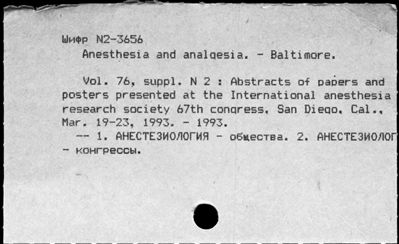 Шифр N2-3656
Anesthesia and analgesia. - Baltimore.
Vol. 76, suppl. N 2 : Abstracts of papers and
posters presented at the International anesthesia
research society 67th congress, San Diego, Cal.,
Mar. 19-23, 1993. - 1993.
-- 1. АНЕСТЕЗИОЛОГИЯ - общества. 2. АНЕСТЕЗИОЛОГ
- конгрессы.